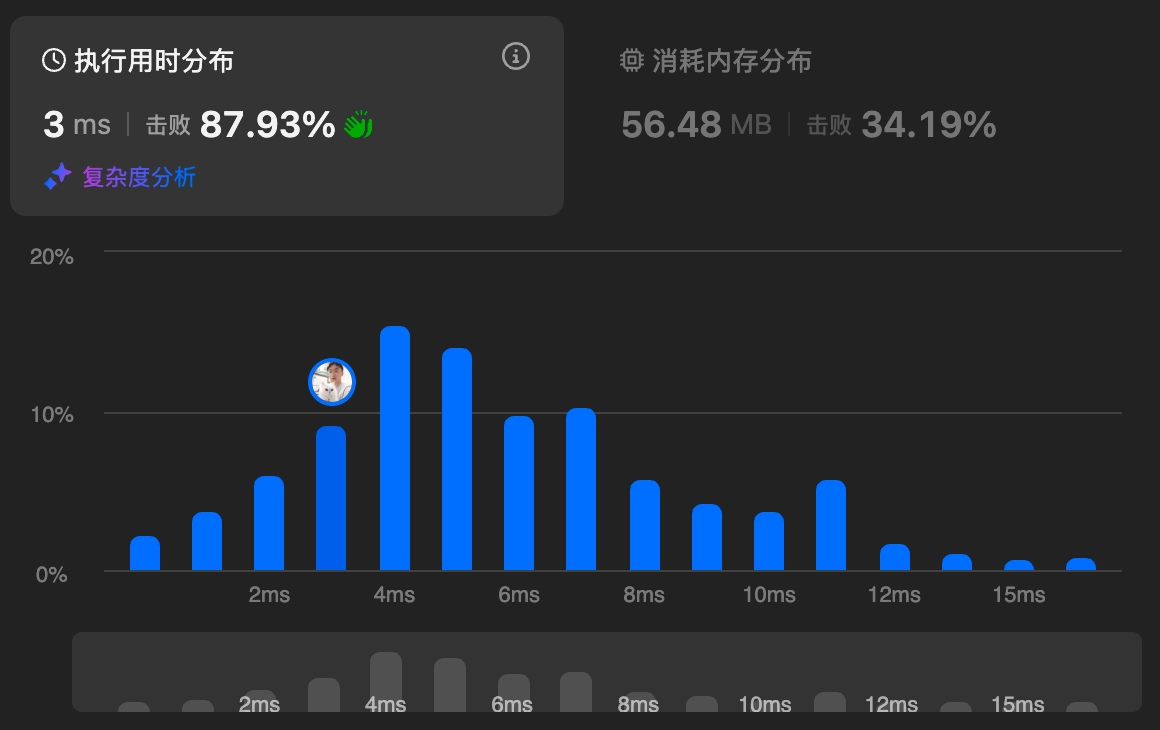 执行用时分布
3 ms | 击败 87.93%
复杂度分析
消耗内存分布
56.48 MB | 击败 34.19%
20%
10%
0%
2ms 4ms 6ms 8ms 10ms 12ms 15ms
2ms 4ms 6ms 8ms 10ms 12ms 15ms